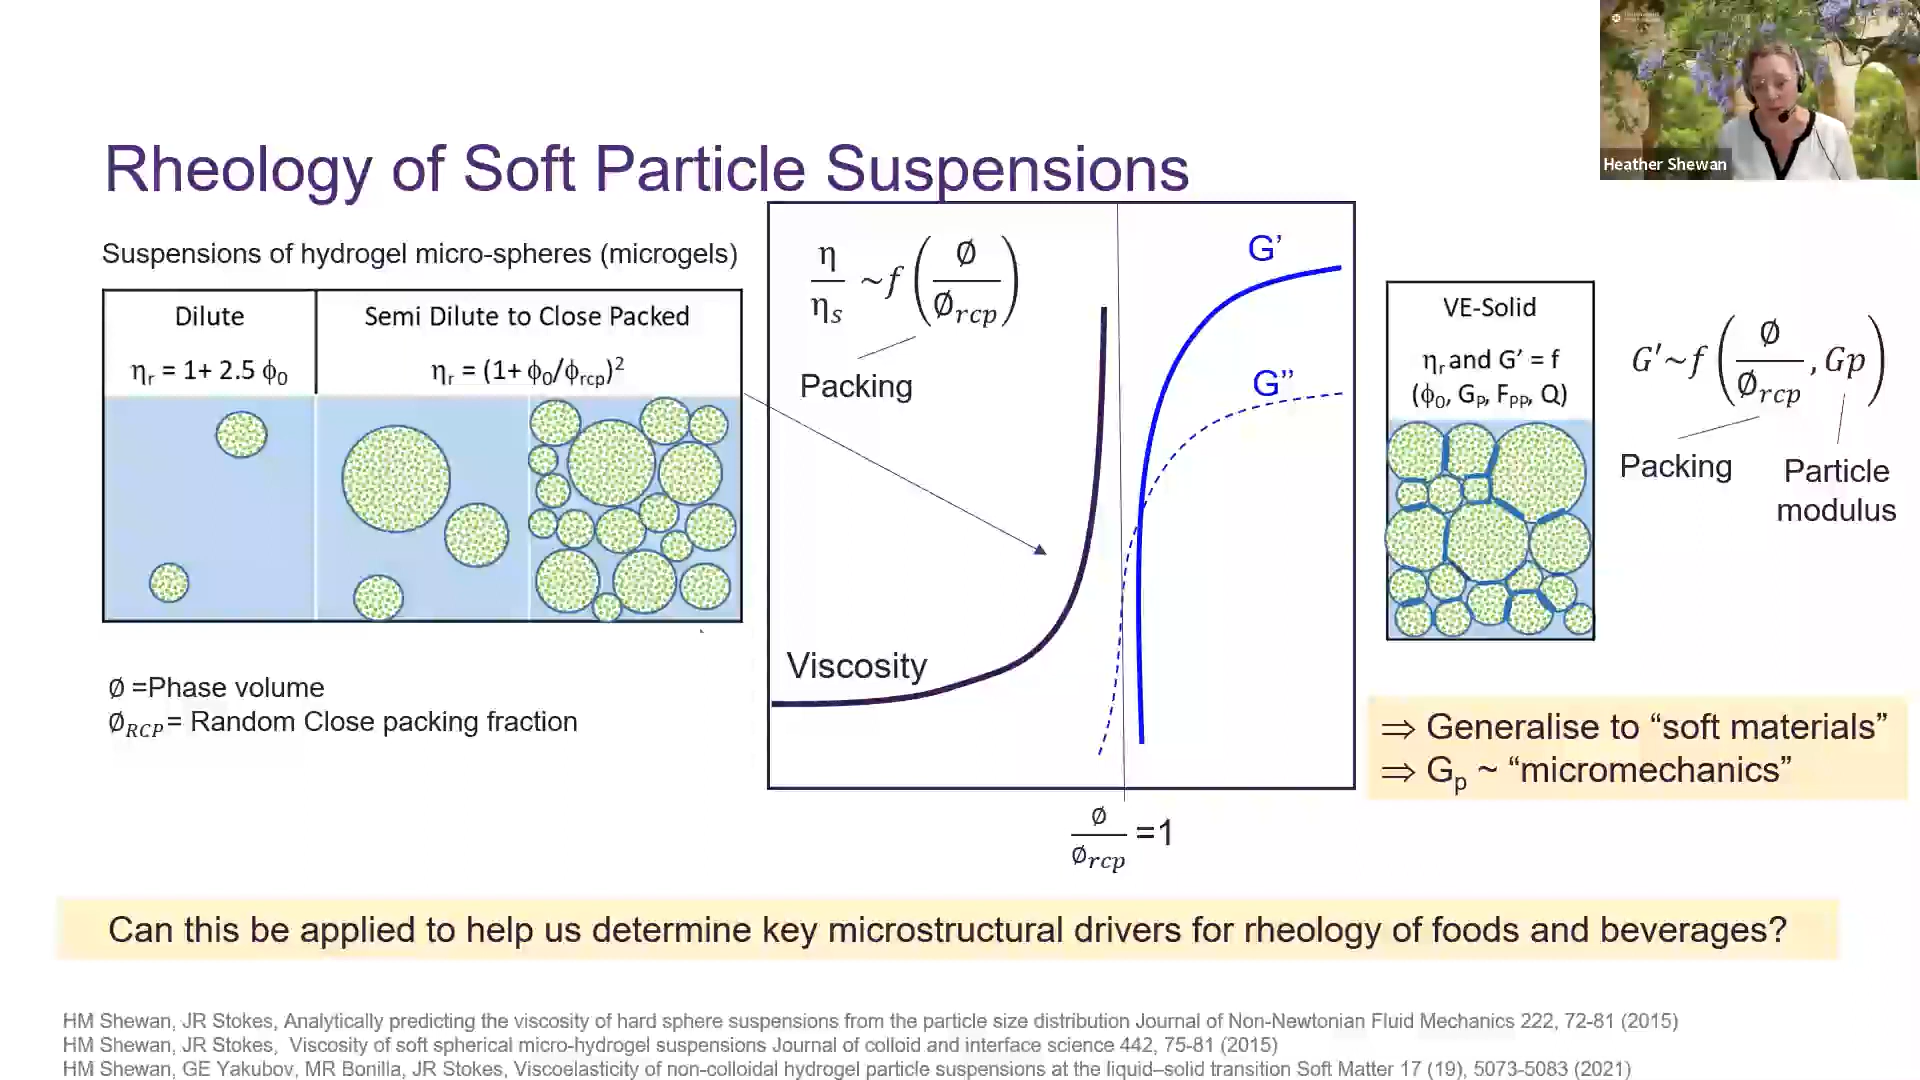 Heather Shewan
Rheology of Soft Particle Suspensions
Suspensions of hydrogel micro-spheres (microgels)
Dilute
ηr = 1+ 2.5 ϕ0
Semi Dilute to Close Packed
ηr = (1+ ϕ0/ϕrcp)²
∅ =Phase volume
∅RCP= Random Close packing fraction
η/ηs ~f(∅/∅rcp)
Packing
Viscosity
G’
G”
∅/∅rcp =1
VE-Solid
ηr and G’ = f
(ϕ0, GP, FPP, Q)
G′~f(∅/∅rcp , Gp)
Packing
Particle
modulus
⇒ Generalise to “soft materials”
⇒ Gp ~ “micromechanics”
Can this be applied to help us determine key microstructural drivers for rheology of foods and beverages?
HM Shewan, JR Stokes, Analytically predicting the viscosity of hard sphere suspensions from the particle size distribution Journal of Non-Newtonian Fluid Mechanics 222, 72-81 (2015)
HM Shewan, JR Stokes, Viscosity of soft spherical micro-hydrogel suspensions Journal of colloid and interface science 442, 75-81 (2015)
HM Shewan, GE Yakubov, MR Bonilla, JR Stokes, Viscoelasticity of non-colloidal hydrogel particle suspensions at the liquid–solid transition Soft Matter 17 (19), 5073-5083 (2021)